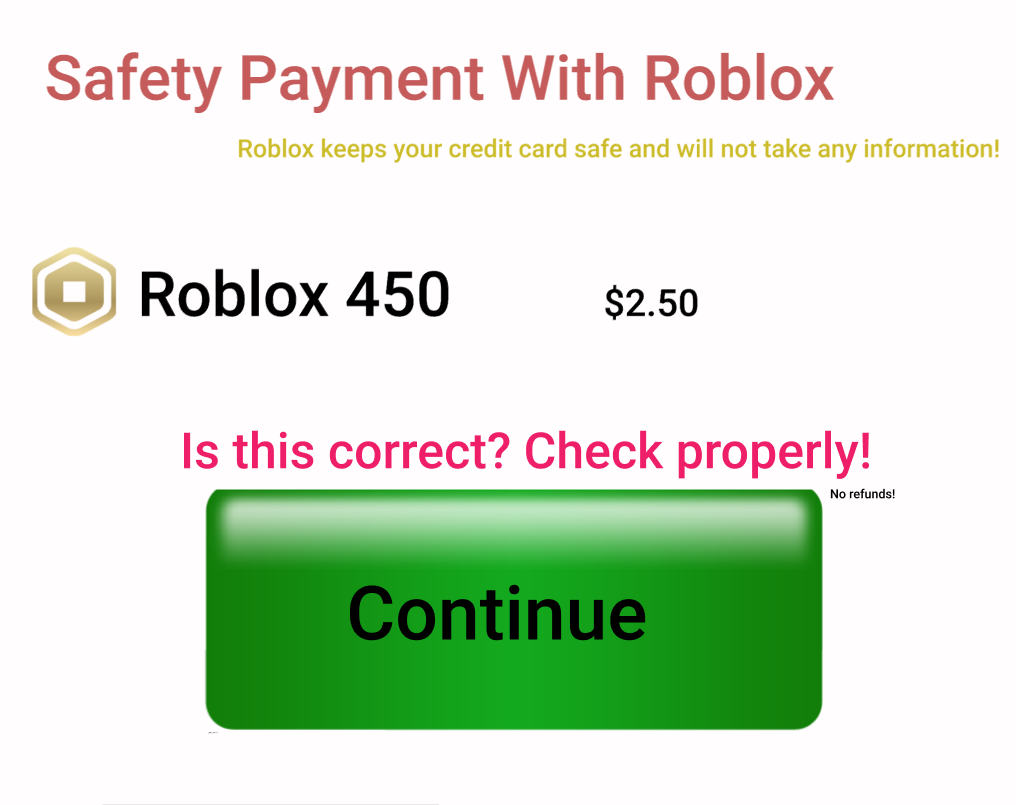 Safety Payment With Roblox
Roblox keeps your credit card safe and will not take any information!
Roblox 450
$2.50
Is this correct? Check properly!
No refunds!
Continue